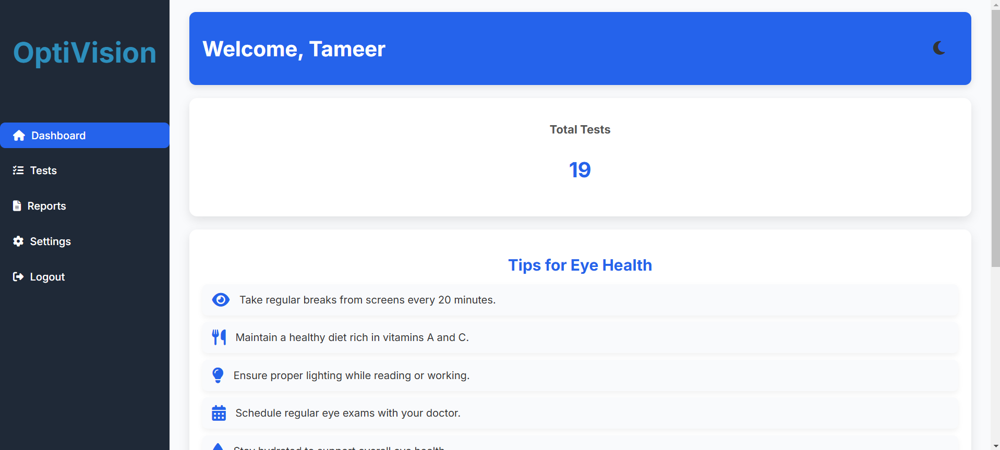 OptiVision
Dashboard
Tests
Reports
Settings
Logout
Welcome, Tameer
Total Tests
19
Tips for Eye Health
Take regular breaks from screens every 20 minutes.
Maintain a healthy diet rich in vitamins A and C.
Ensure proper lighting while reading or working.
Schedule regular eye exams with your doctor.
Stay hydrated to support overall eye health.